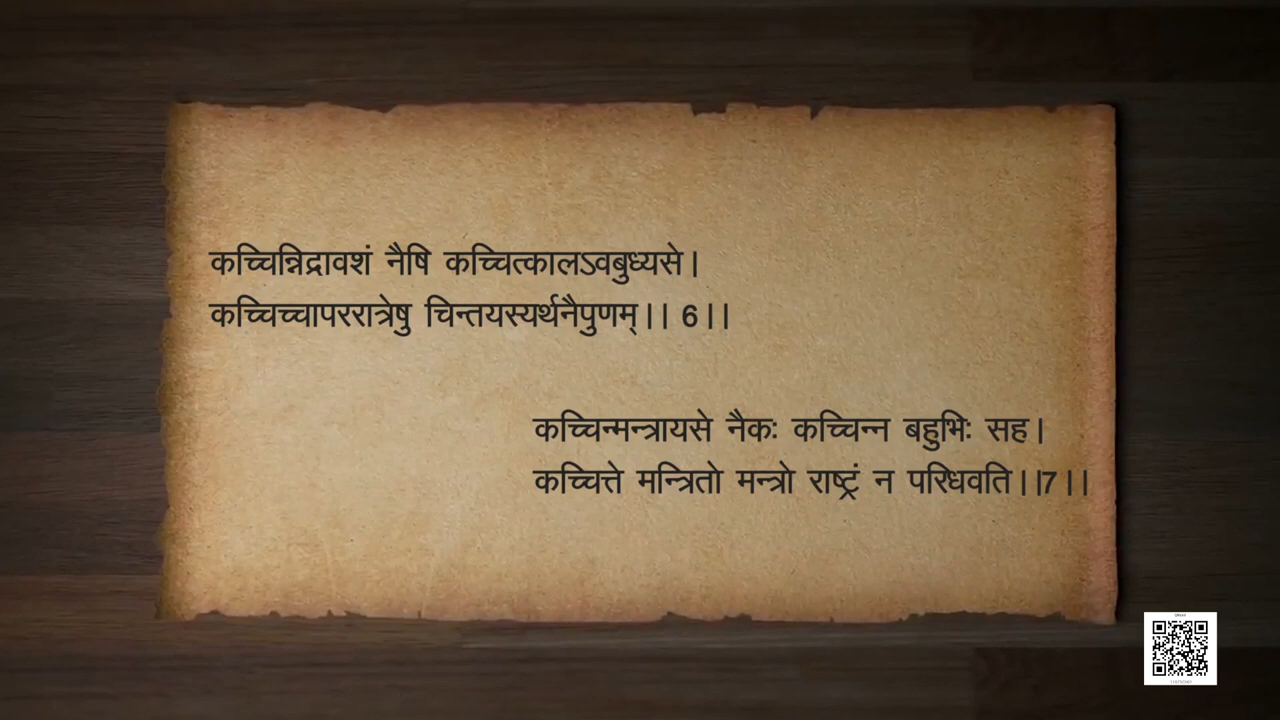 कच्चिन्निद्रावशं नैषि कच्चित्कालऽवबुध्यसे।
कच्चिच्चापररात्रेषु चिन्तयस्यर्थनैपुणम्।। 6।।
कच्चिन्मन्त्रायसे नैकः कच्चिन्न बहुभिः सह।
कच्चित्ते मन्त्रितो मन्त्रो राष्ट्रं न परिधवति।।7।।